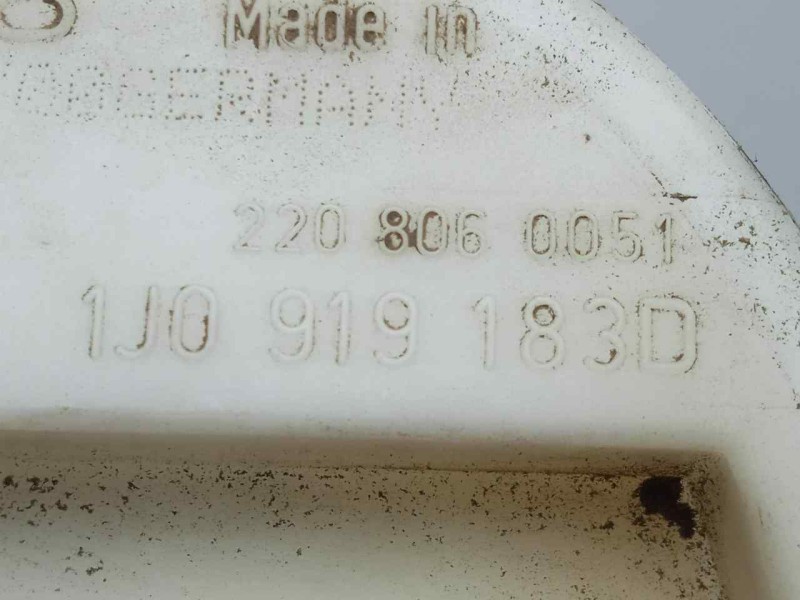 Made in
GERMANY
220 806 0051
1J0 919 183D